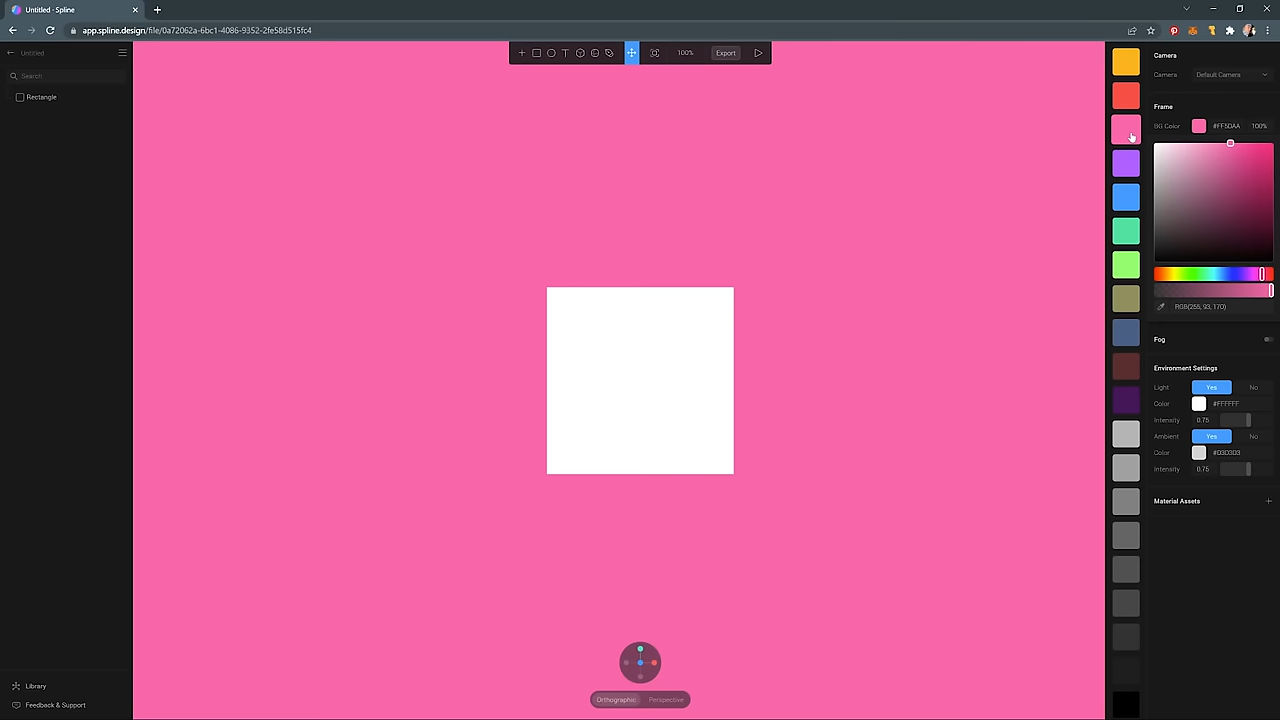 Untitled - Spline
app.spline.design/file/0a72062a-6bc1-4086-9352-2fe58d515fc4
Untitled
Search
Rectangle
100%
Export
Camera
Camera
Default Camera
Frame
BG Color
#FF5DAA
100%
RGB(255, 93, 170)
Fog
Environment Settings
Light
Yes
No
Color
#FFFFFF
Intensity
0.75
Ambient
Yes
No
Color
#D3D3D3
Intensity
0.75
Material Assets
Library
Feedback & Support
Orthographic
Perspective